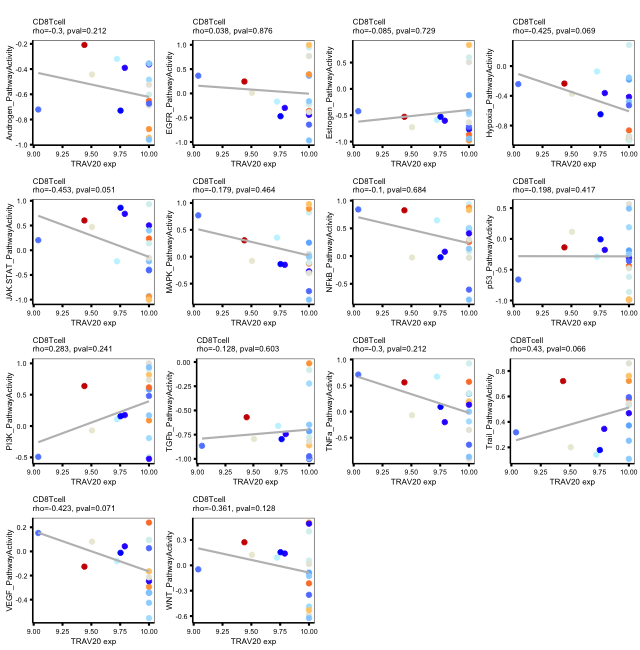 CD8Tcell
rho=-0.3, pval=0.212
Androgen_PathwayActivity
0.0
-0.2
-0.4
-0.6
-0.8
-1.0
9.00 9.25 9.50 9.75 10.00
TRAV20 exp
CD8Tcell
rho=0.038, pval=0.876
EGFR_PathwayActivity
1.0
0.5
0.0
-0.5
-1.0
9.00 9.25 9.50 9.75 10.00
TRAV20 exp
CD8Tcell
rho=-0.085, pval=0.729
Estrogen_PathwayActivity
0.5
0.0
-0.5
-1.0
9.00 9.25 9.50 9.75 10.00
TRAV20 exp
CD8Tcell
rho=-0.425, pval=0.069
Hypoxia_PathwayActivity
0.0
-0.4
-0.8
9.00 9.25 9.50 9.75 10.00
TRAV20 exp
CD8Tcell
rho=-0.453, pval=0.051
JAK.STAT_PathwayActivity
1.0
0.5
0.0
-0.5
-1.0
9.00 9.25 9.50 9.75 10.00
TRAV20 exp
CD8Tcell
rho=-0.179, pval=0.464
MAPK_PathwayActivity
1.0
0.5
0.0
-0.5
9.00 9.25 9.50 9.75 10.00
TRAV20 exp
CD8Tcell
rho=-0.1, pval=0.684
NFkB_PathwayActivity
1.0
0.5
0.0
-0.5
9.00 9.25 9.50 9.75 10.00
TRAV20 exp
CD8Tcell
rho=-0.198, pval=0.417
p53_PathwayActivity
0.5
0.0
-0.5
-1.0
9.00 9.25 9.50 9.75 10.00
TRAV20 exp
CD8Tcell
rho=0.283, pval=0.241
PI3K_PathwayActivity
1.0
0.5
0.0
-0.5
9.00 9.25 9.50 9.75 10.00
TRAV20 exp
CD8Tcell
rho=-0.128, pval=0.603
TGFb_PathwayActivity
0.00
-0.25
-0.50
-0.75
-1.00
9.00 9.25 9.50 9.75 10.00
TRAV20 exp
CD8Tcell
rho=-0.3, pval=0.212
TNFa_PathwayActivity
1.0
0.5
0.0
-0.5
9.00 9.25 9.50 9.75 10.00
TRAV20 exp
CD8Tcell
rho=0.43, pval=0.066
Trail_PathwayActivity
0.8
0.6
0.4
0.2
9.00 9.25 9.50 9.75 10.00
TRAV20 exp
CD8Tcell
rho=-0.423, pval=0.071
VEGF_PathwayActivity
0.2
0.0
-0.2
-0.4
9.00 9.25 9.50 9.75 10.00
TRAV20 exp
CD8Tcell
rho=-0.361, pval=0.128
WNT_PathwayActivity
0.3
0.0
-0.3
-0.6
9.00 9.25 9.50 9.75 10.00
TRAV20 exp